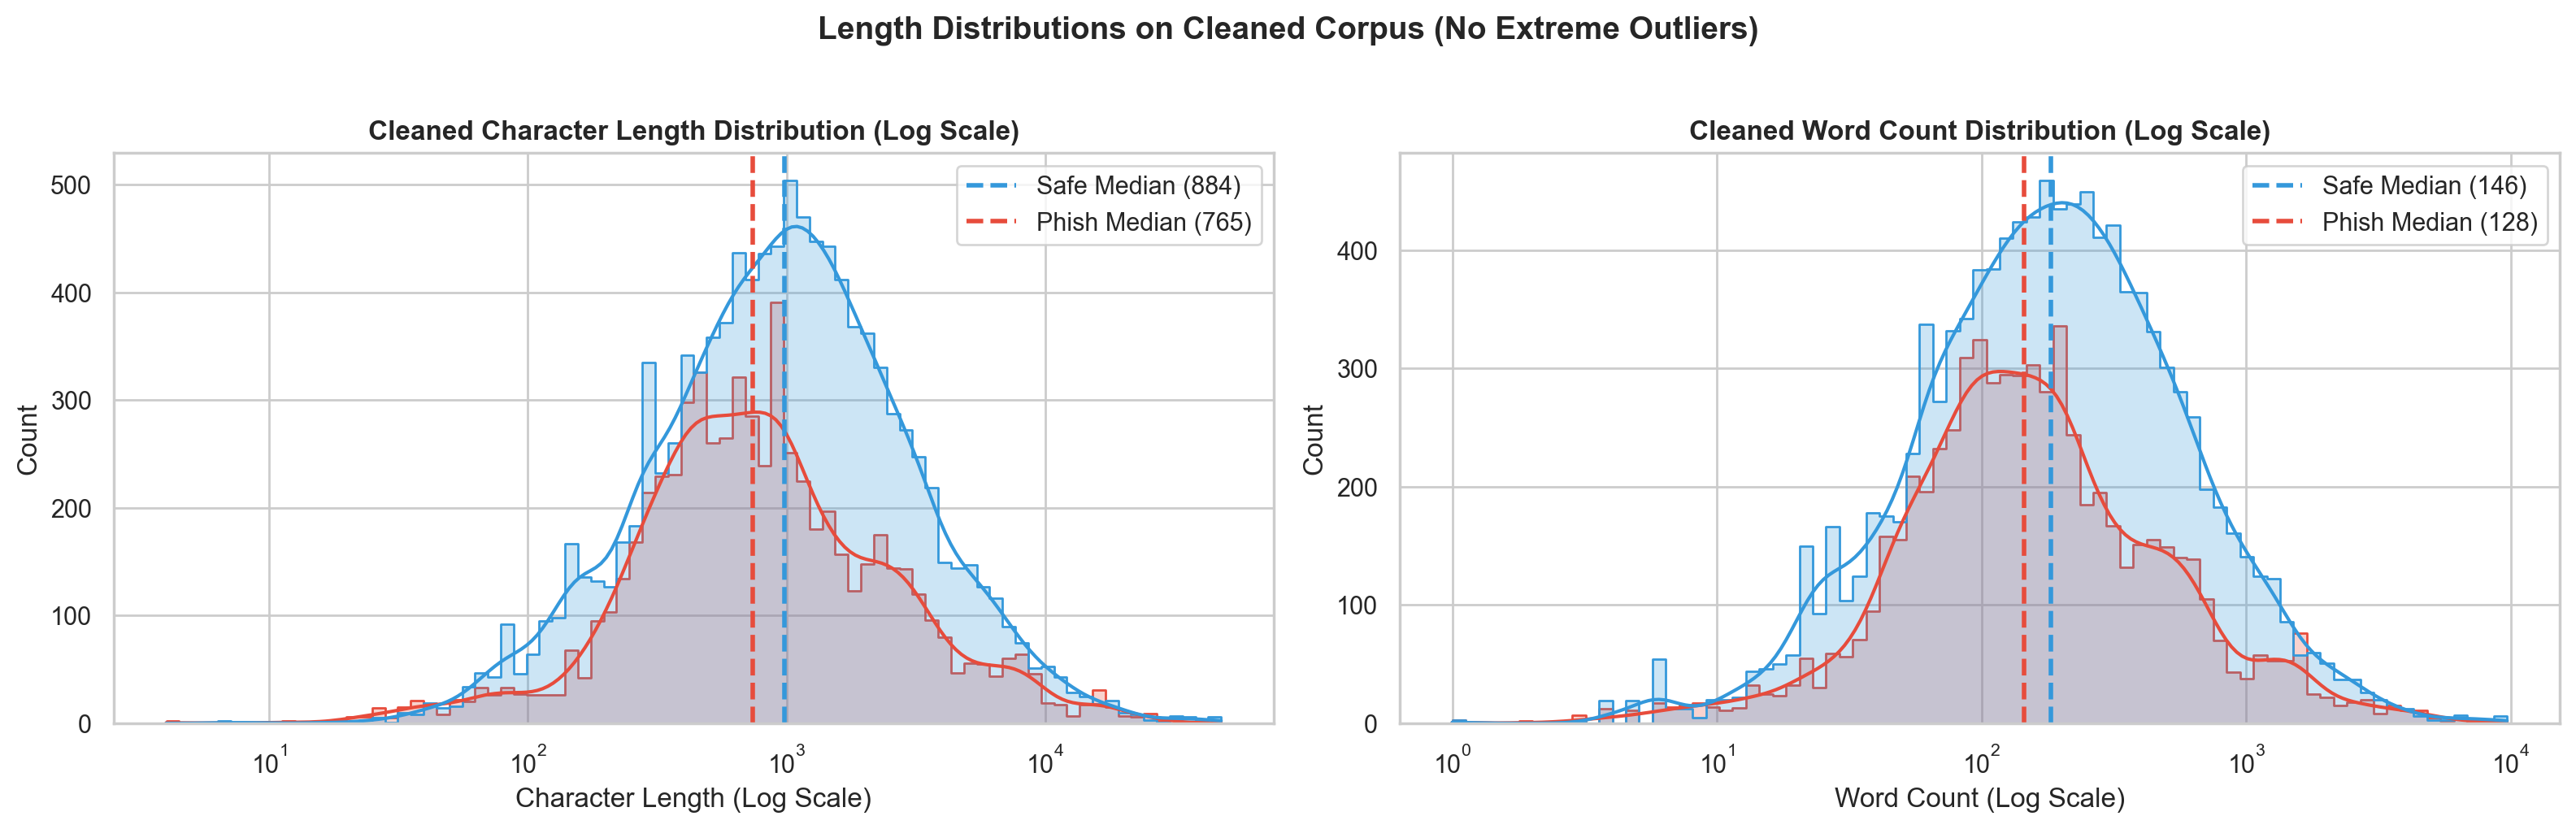 Length Distributions on Cleaned Corpus (No Extreme Outliers)
Cleaned Character Length Distribution (Log Scale)
Safe Median (884)
Phish Median (765)
Count
500
400
300
200
100
0
10^1
10^2
10^3
10^4
Character Length (Log Scale)
Cleaned Word Count Distribution (Log Scale)
Safe Median (146)
Phish Median (128)
Count
400
300
200
100
0
10^0
10^1
10^2
10^3
10^4
Word Count (Log Scale)